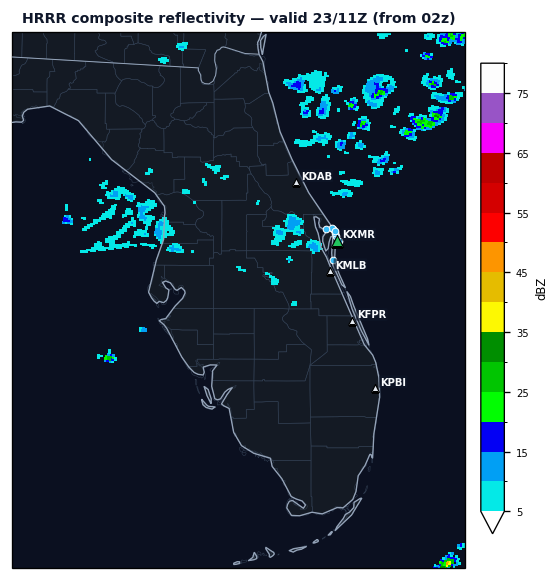 HRRR composite reflectivity — valid 23/11Z (from 02z)
KDAB
KXMR
KMLB
KFPR
KPBI
75
65
55
45
35
25
15
5
dBZ